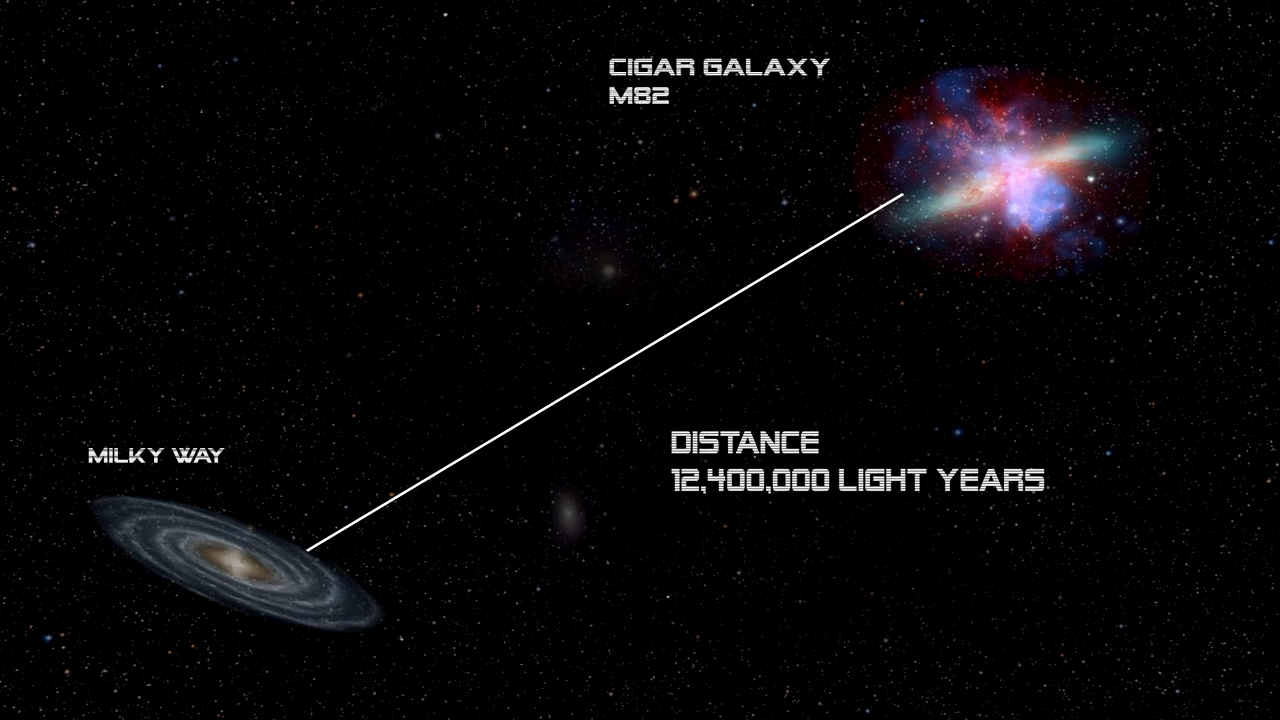 CIGAR GALAXY
M82
MILKY WAY
DISTANCE
12,400,000 LIGHT YEARS